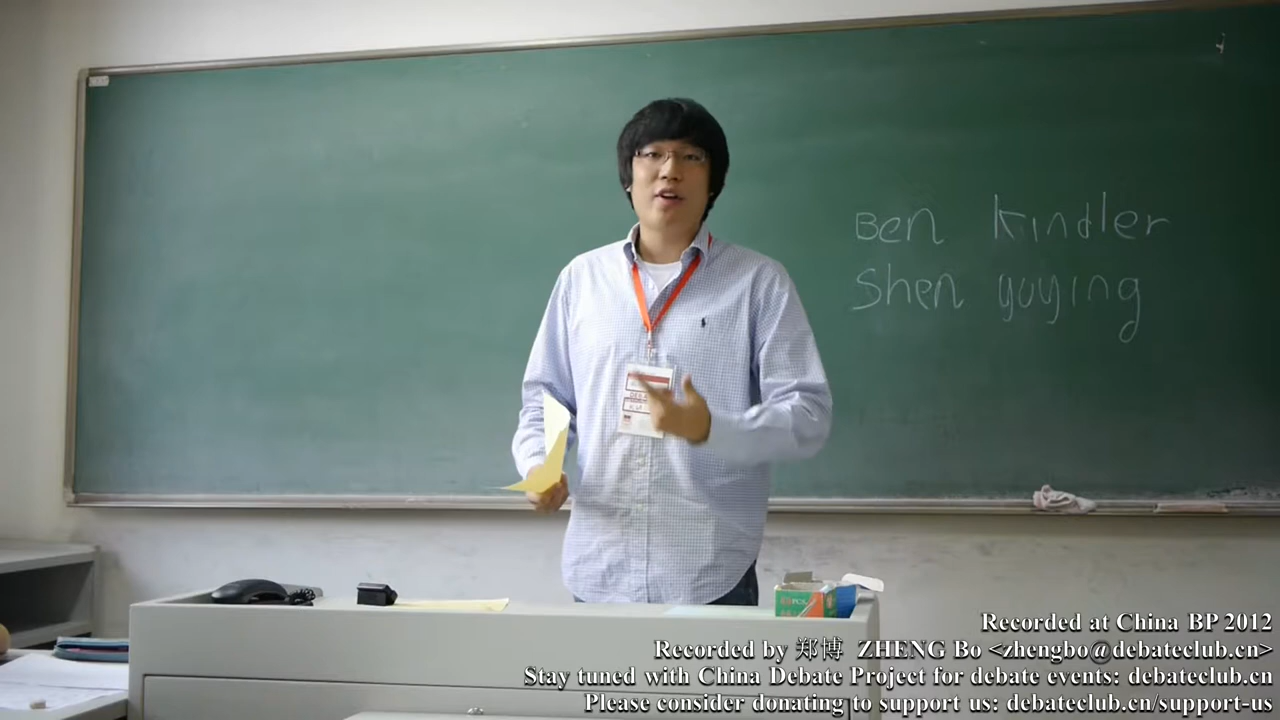 Ben Kindler
Shen yuying
Recorded at China BP 2012
Recorded by 郑博 ZHENG Bo <zhengbo@debateclub.cn>
Stay tuned with China Debate Project for debate events: debateclub.cn
Please consider donating to support us: debateclub.cn/support-us